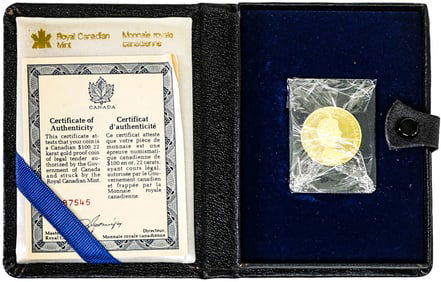 Royal Canadian
Mint
Monnaie royale
canadienne
CANADA
Certificate of
Authenticity
This certificate at-
tests that your coin is
a Canadian $100 22
karat gold proof coin
of legal tender au-
thorized by the Gov-
ernment of Canada
and struck by the
Royal Canadian Mint.
Certificat
d'authenticité
Ce certificat atteste
que votre pièce de
monnaie est une
épreuve numismati-
que canadienne de
$100 en or, 22 carats,
ayant cours légal,
autorisée par le Gou-
vernement canadien
et frappée par la
Monnaie royale
canadienne.
87545
Directeur,
Monnaie royale canadienne